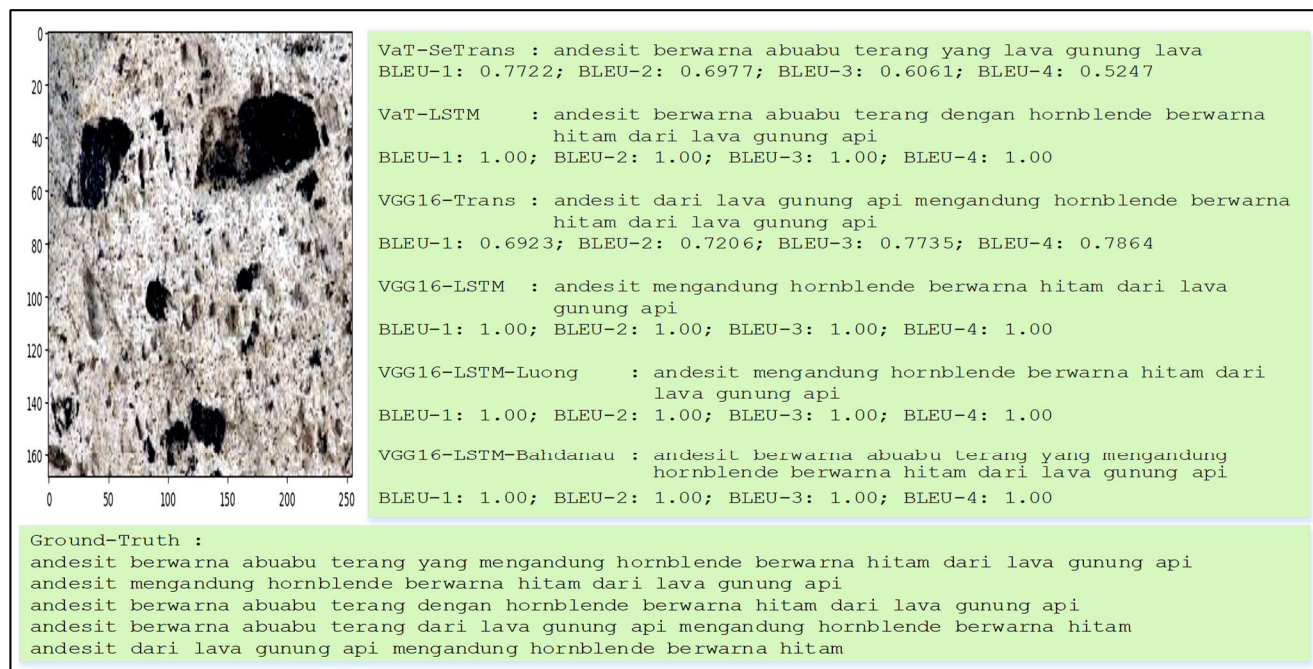 0
20
40
60
80
100
120
140
160
0 50 100 150 200 250
VaT-SeTrans : andesit berwarna abuabu terang yang lava gunung lava
BLEU-1: 0.7722; BLEU-2: 0.6977; BLEU-3: 0.6061; BLEU-4: 0.5247
VaT-LSTM : andesit berwarna abuabu terang dengan hornblende berwarna
hitam dari lava gunung api
BLEU-1: 1.00; BLEU-2: 1.00; BLEU-3: 1.00; BLEU-4: 1.00
VGG16-Trans : andesit dari lava gunung api mengandung hornblende berwarna
hitam dari lava gunung api
BLEU-1: 0.6923; BLEU-2: 0.7206; BLEU-3: 0.7735; BLEU-4: 0.7864
VGG16-LSTM : andesit mengandung hornblende berwarna hitam dari lava
gunung api
BLEU-1: 1.00; BLEU-2: 1.00; BLEU-3: 1.00; BLEU-4: 1.00
VGG16-LSTM-Luong : andesit mengandung hornblende berwarna hitam dari
lava gunung api
BLEU-1: 1.00; BLEU-2: 1.00; BLEU-3: 1.00; BLEU-4: 1.00
VGG16-LSTM-Bahdanau : andesit berwarna abuabu terang yang mengandung
hornblende berwarna hitam dari lava gunung api
BLEU-1: 1.00; BLEU-2: 1.00; BLEU-3: 1.00; BLEU-4: 1.00
Ground-Truth :
andesit berwarna abuabu terang yang mengandung hornblende berwarna hitam dari lava gunung api
andesit mengandung hornblende berwarna hitam dari lava gunung api
andesit berwarna abuabu terang dengan hornblende berwarna hitam dari lava gunung api
andesit berwarna abuabu terang dari lava gunung api mengandung hornblende berwarna hitam
andesit dari lava gunung api mengandung hornblende berwarna hitam